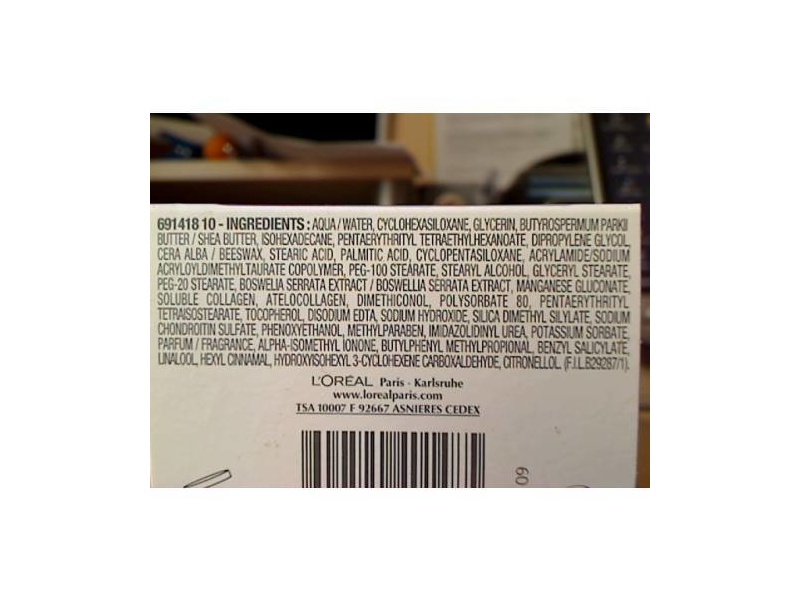 691418 10 - INGREDIENTS : AQUA / WATER, CYCLOHEXASILOXANE, GLYCERIN, BUTYROSPERMUM PARKII
BUTTER / SHEA BUTTER, ISOHEXADECANE, PENTAERYTHRITYL TETRAETHYLHEXANOATE, DIPROPYLENE GLYCOL,
CERA ALBA / BEESWAX, STEARIC ACID, PALMITIC ACID, CYCLOPENTASILOXANE, ACRYLAMIDE/SODIUM
ACRYLOYLDIMETHYLTAURATE COPOLYMER, PEG-100 STEARATE, STEARYL ALCOHOL, GLYCERYL STEARATE,
PEG-20 STEARATE, BOSWELIA SERRATA EXTRACT / BOSWELLIA SERRATA EXTRACT, MANGANESE GLUCONATE,
SOLUBLE COLLAGEN, ATELOCOLLAGEN, DIMETHICONOL, POLYSORBATE 80, PENTAERYTHRITYL
TETRAISOSTEARATE, TOCOPHEROL, DISODIUM EDTA, SODIUM HYDROXIDE, SILICA DIMETHYL SILYLATE, SODIUM
CHONDROITIN SULFATE, PHENOXYETHANOL, METHYLPARABEN, IMIDAZOLIDINYL UREA, POTASSIUM SORBATE,
PARFUM / FRAGRANCE, ALPHA-ISOMETHYL IONONE, BUTYLPHENYL METHYLPROPIONAL, BENZYL SALICYLATE,
LINALOOL, HEXYL CINNAMAL, HYDROXYISOHEXYL 3-CYCLOHEXENE CARBOXALDEHYDE, CITRONELLOL. (F.I.L.B29287/1).
L'ORÉAL Paris - Karlsruhe
www.lorealparis.com
TSA 10007 F 92667 ASNIERES CEDEX
09